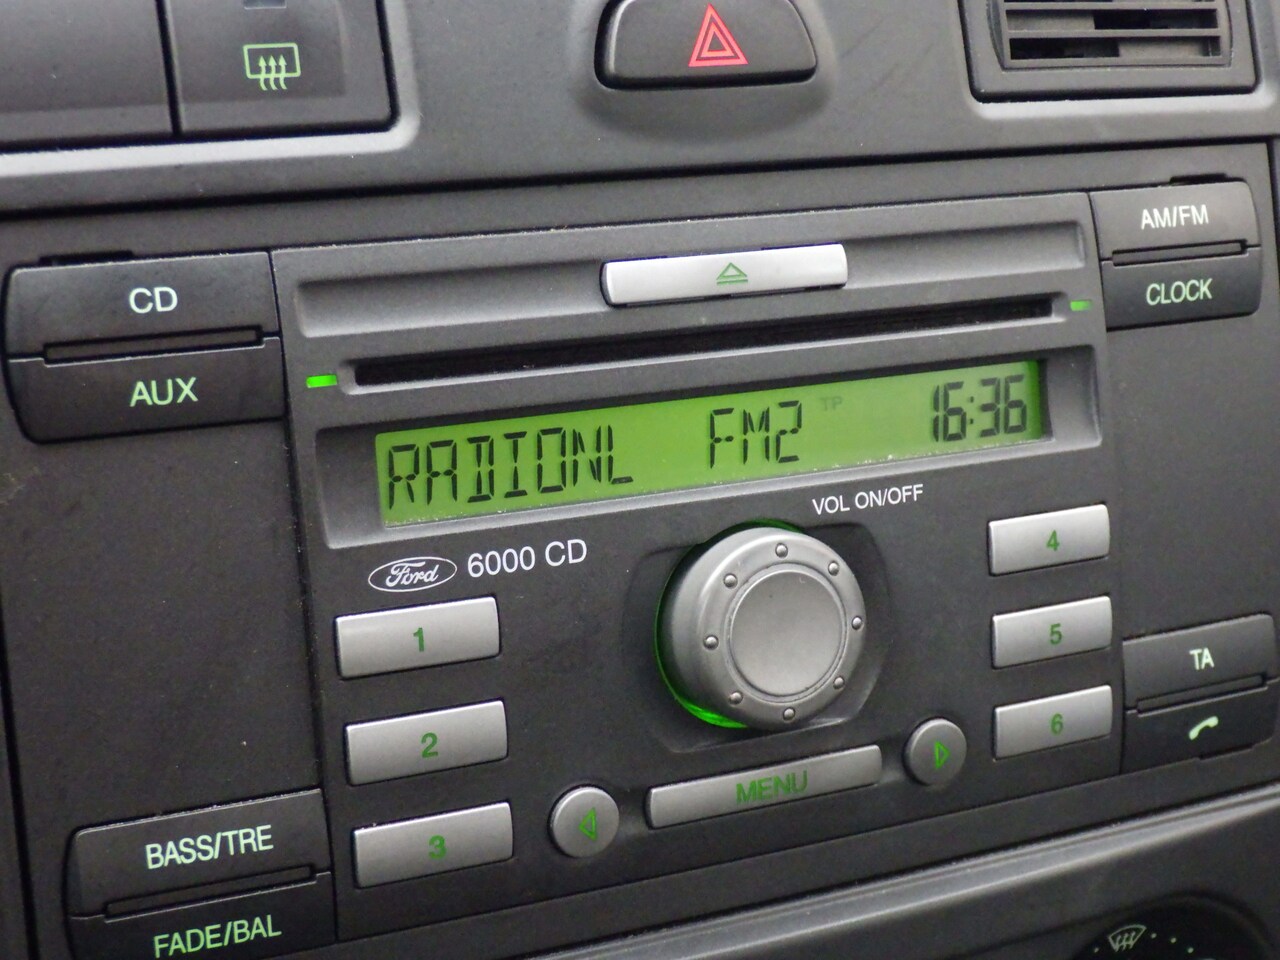 AM/FM
CLOCK
CD
AUX
RADIONL FM2 TP 16:36
VOL ON/OFF
Ford 6000 CD
1
2
3
4
5
6
TA
MENU
BASS/TRE
FADE/BAL